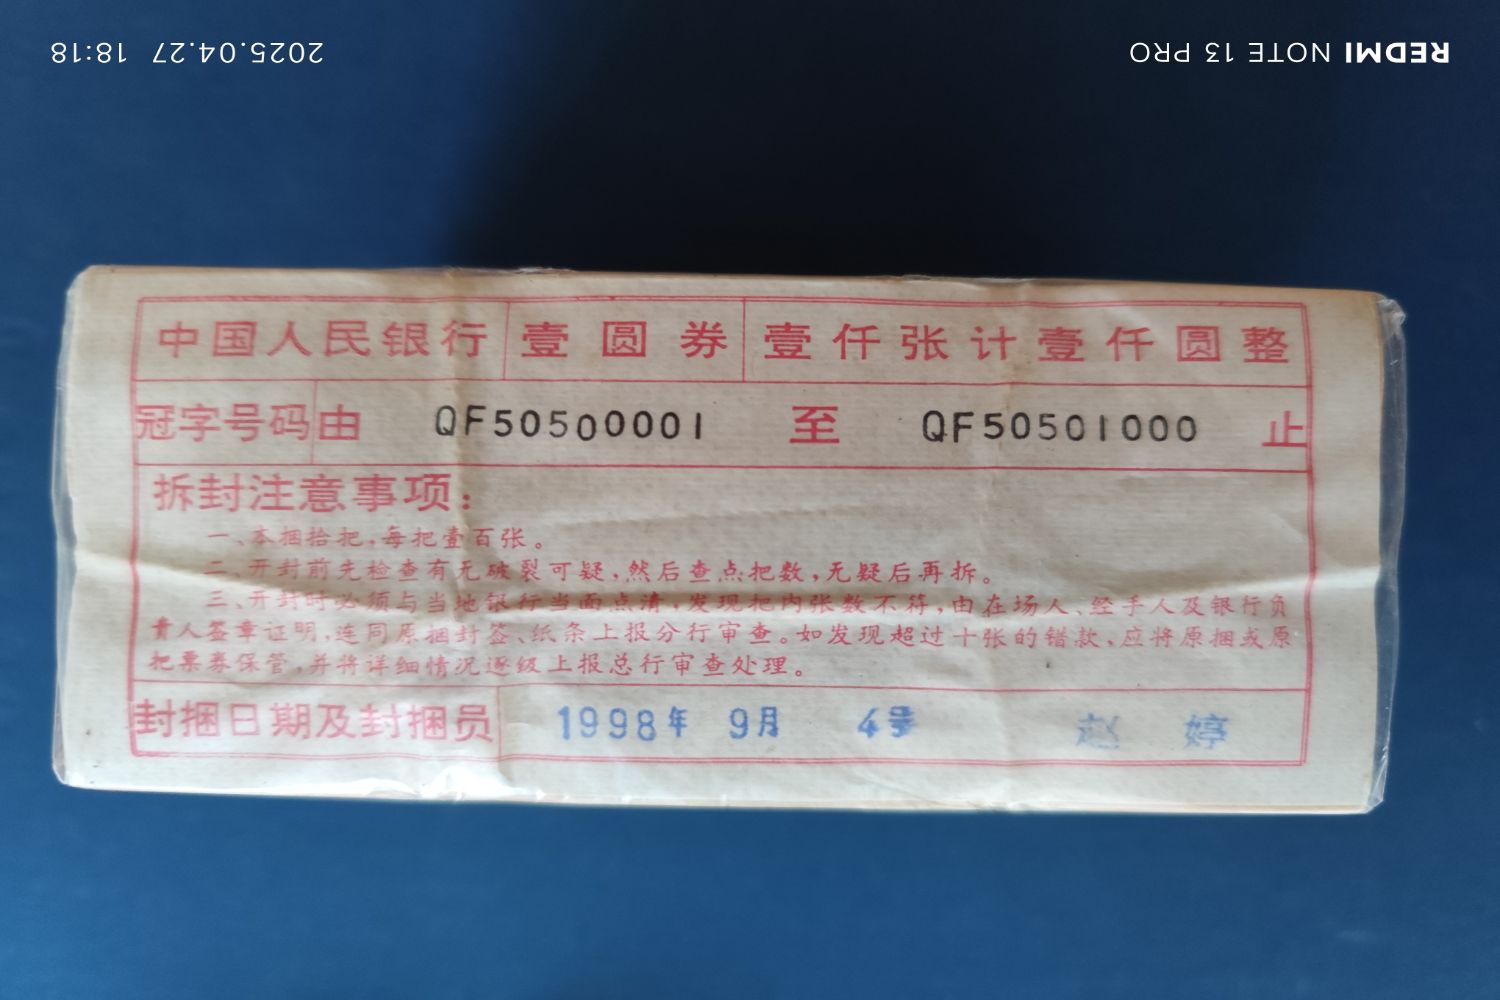 中国人民银行 壹圆券 壹仟张计壹仟圆整
冠字号码 由 QF50500001 至 QF50501000 止
拆封注意事项：
一、本捆拾把，每把壹百张。
二、开封前先检查有无破裂可疑，然后查点把数，无疑后再拆。
三、开封时必须与当地银行当面点清，发现把内张数不符，由在场人、经手人及银行负
责人签章证明，连同原捆封签、纸条上报分行审查。如发现超过十张的错款，应将原捆或原
把票券保管，并将详细情况逐级上报总行审查处理。
封捆日期及封捆员 1998年 9月 4号 赵婷
REDMI NOTE 13 PRO
2025.04.27 18:18